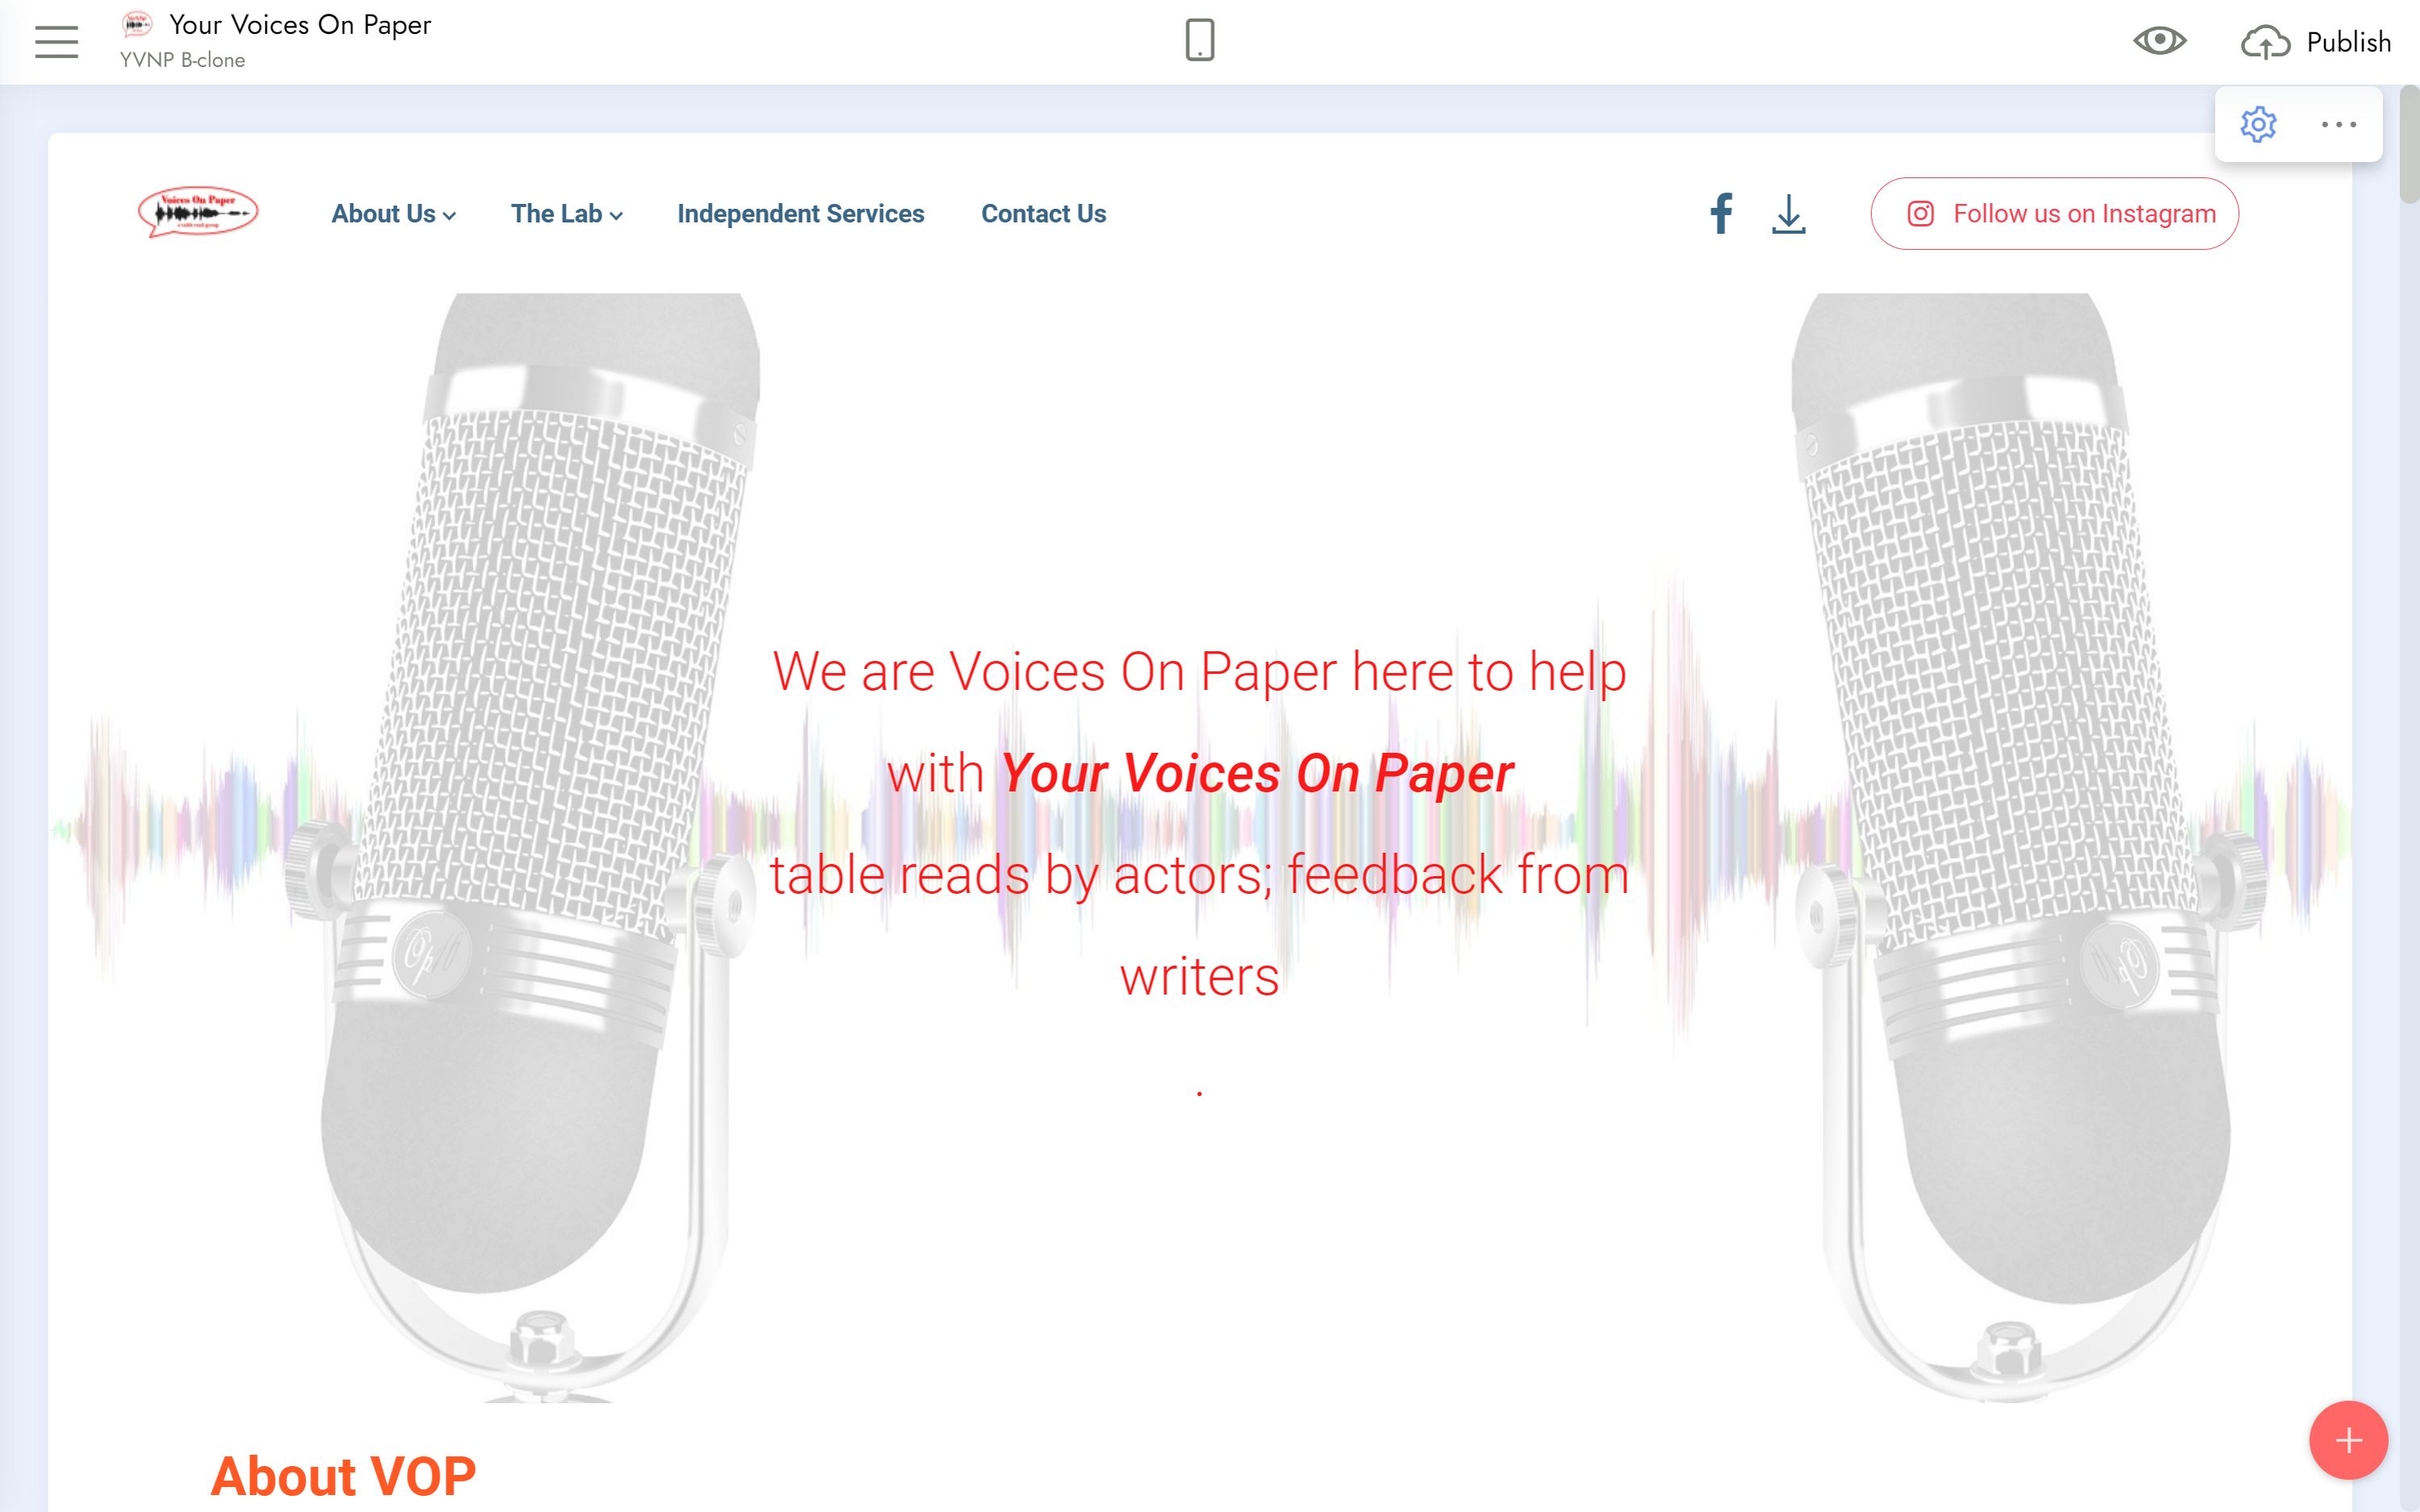 Your Voices On Paper
YVNP B-clone
Publish
Voices On Paper
About Us
The Lab
Independent Services
Contact Us
Follow us on Instagram
We are Voices On Paper here to help
with Your Voices On Paper
table reads by actors; feedback from
writers
.
About VOP